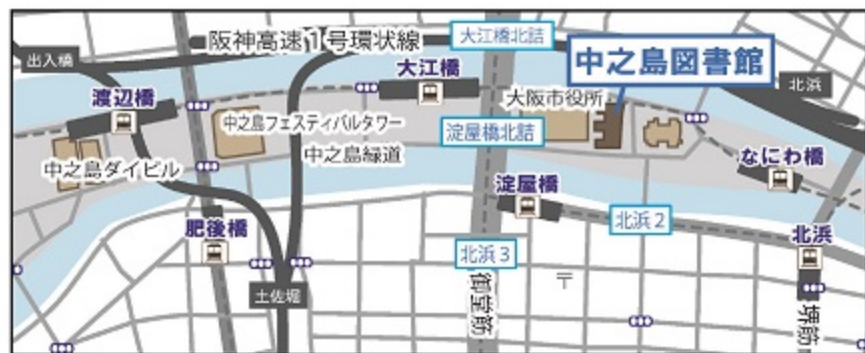 阪神高速1号環状線
大江橋北詰
中之島図書館
出入橋
大江橋
北浜
渡辺橋
大阪市役所
中之島フェスティバルタワー
淀屋橋北詰
中之島緑道
なにわ橋
中之島ダイビル
淀屋橋
肥後橋
北浜2
北浜
北浜3
土佐堀
〒
御堂筋
堺筋